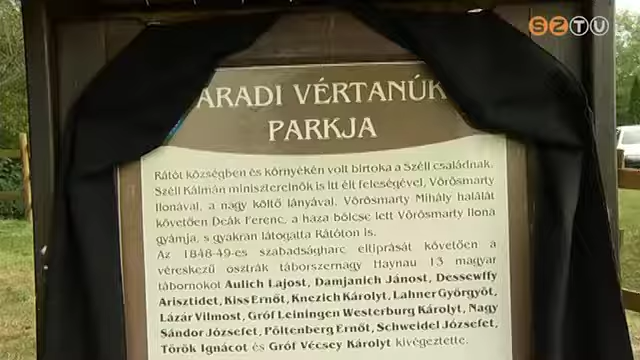 SZTV
ARADI VÉRTANÚK
PARKJA
Rátót községben és környékén volt birtoka a Széll családnak.
Széll Kálmán miniszterelnök is itt élt feleségével, Vörösmarty
Ilonával, a nagy költő lányával. Vörösmarty Mihály halálát
követően Deák Ferenc, a haza bölcse lett Vörösmarty Ilona
gyámja, s gyakran látogatta Rátóton is.
Az 1848-49-es szabadságharc eltiprását követően a
véreskezű osztrák táborszernagy Haynau 13 magyar
tábornokot Aulich Lajost, Damjanich Jánost, Dessewffy
Arisztidet, Kiss Ernőt, Knezich Károlyt, Lahner Györgyöt,
Lázár Vilmost, Gróf Leiningen Westerburg Károlyt, Nagy
Sándor Józsefet, Pöltenberg Ernőt, Schweidel Józsefet,
Török Ignácot és Gróf Vécsey Károlyt kivégeztette.